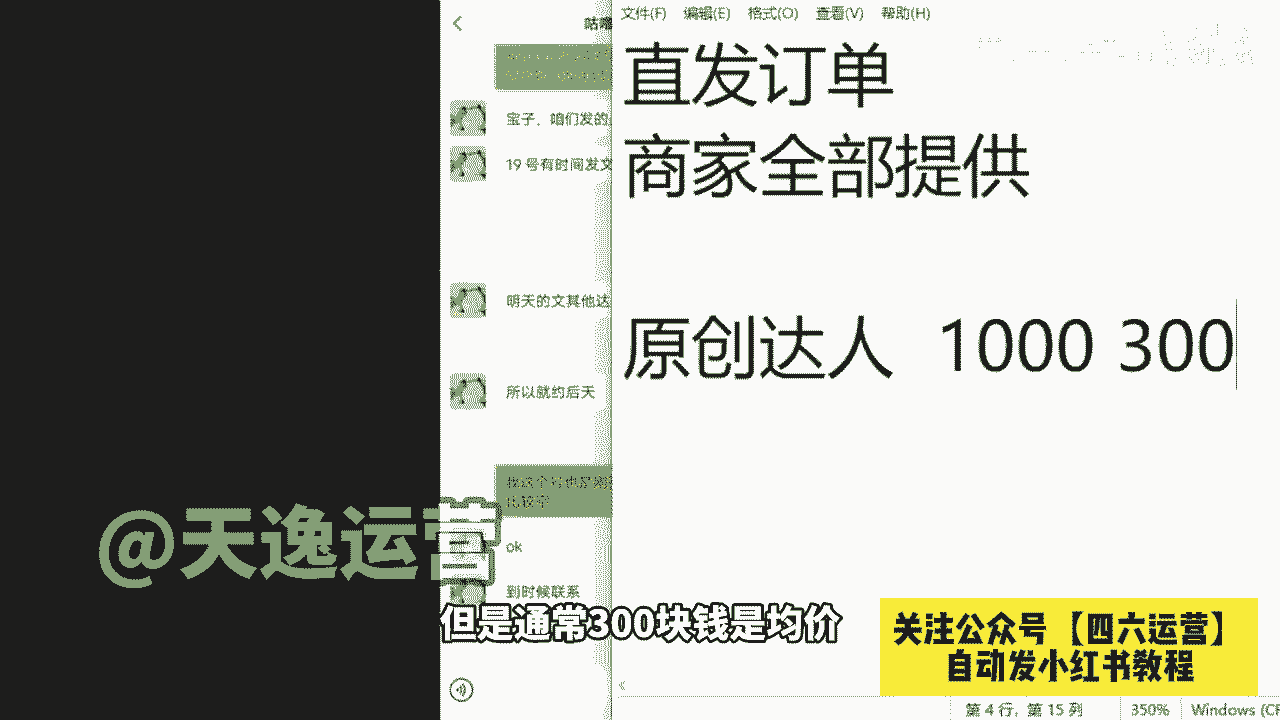 咕噜
文件(F) 编辑(E) 格式(O) 查看(V) 帮助(H)
直发订单
商家全部提供
原创达人 1000 300
宝子，咱们发的
19 号有时间发文
明天的文其他达
所以就约后天
ok
到时候联系
@天逸运营
但是通常300块钱是均价
关注公众号【四六运营】
自动发小红书教程
第 4 行，第 15 列 350% Windows (CF